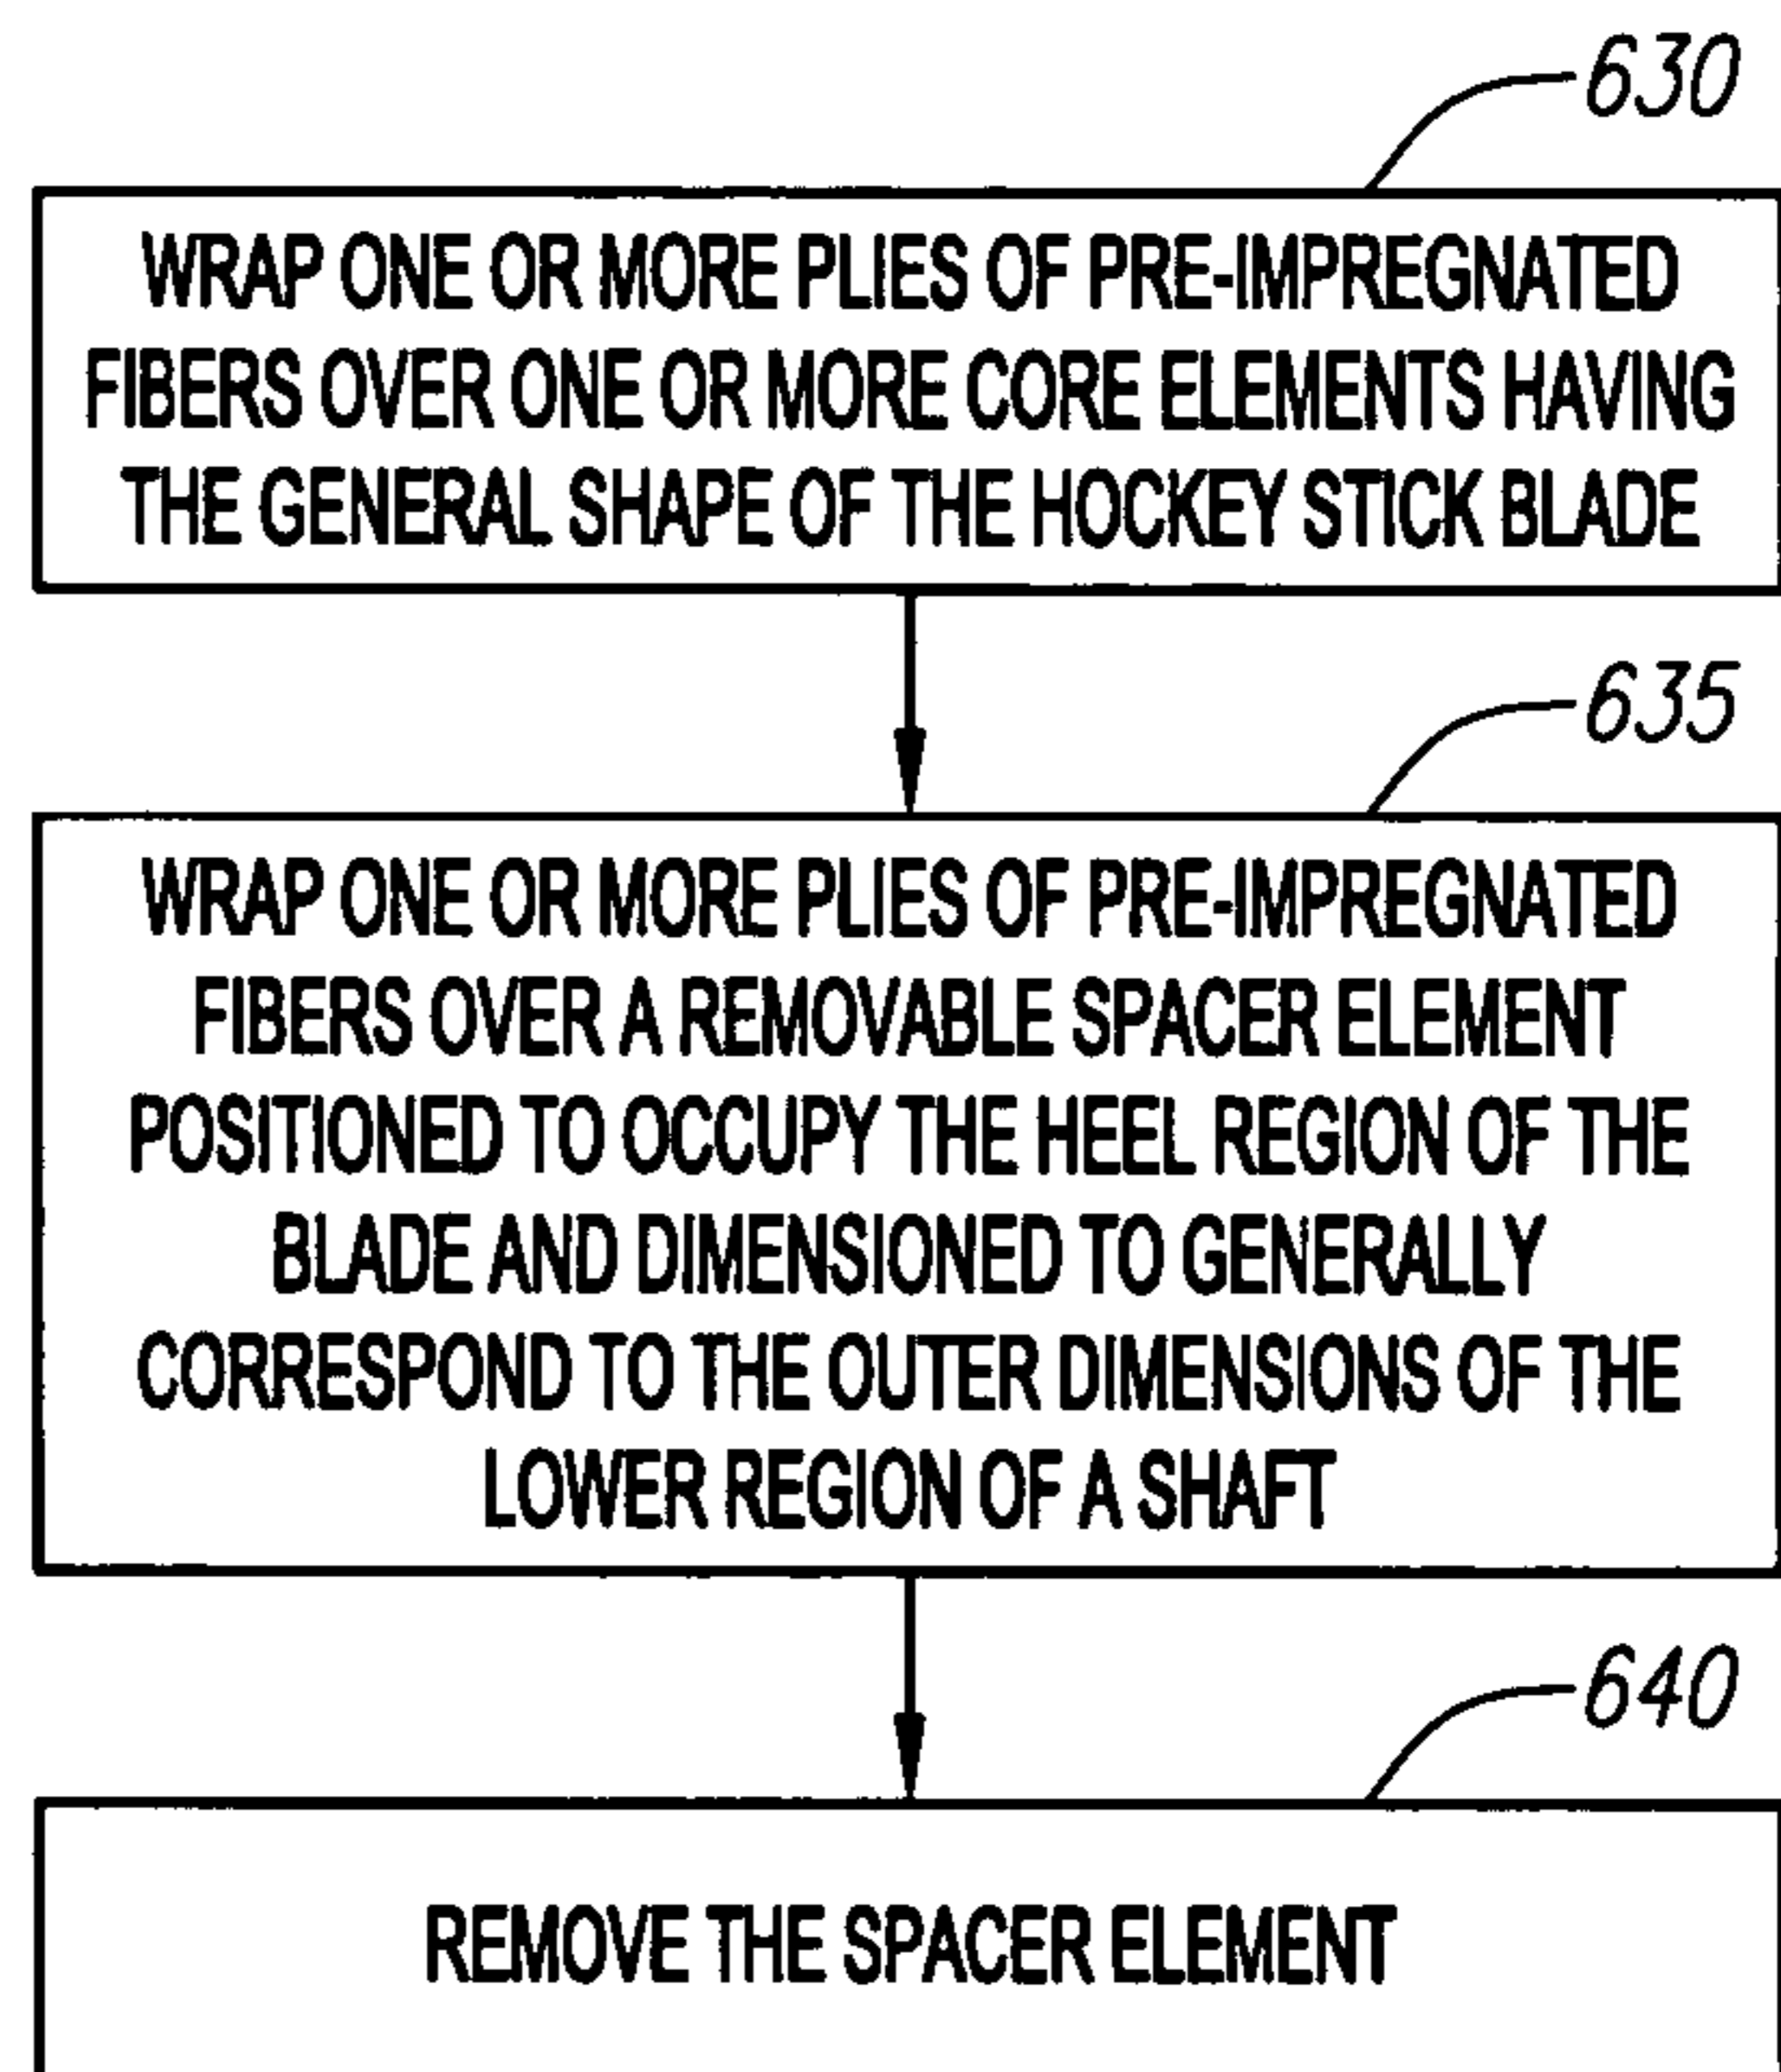 630
WRAP ONE OR MORE PLIES OF PRE-IMPREGNATED
FIBERS OVER ONE OR MORE CORE ELEMENTS HAVING
THE GENERAL SHAPE OF THE HOCKEY STICK BLADE
635
WRAP ONE OR MORE PLIES OF PRE-IMPREGNATED
FIBERS OVER A REMOVABLE SPACER ELEMENT
POSITIONED TO OCCUPY THE HEEL REGION OF THE
BLADE AND DIMENSIONED TO GENERALLY
CORRESPOND TO THE OUTER DIMENSIONS OF THE
LOWER REGION OF A SHAFT
640
REMOVE THE SPACER ELEMENT